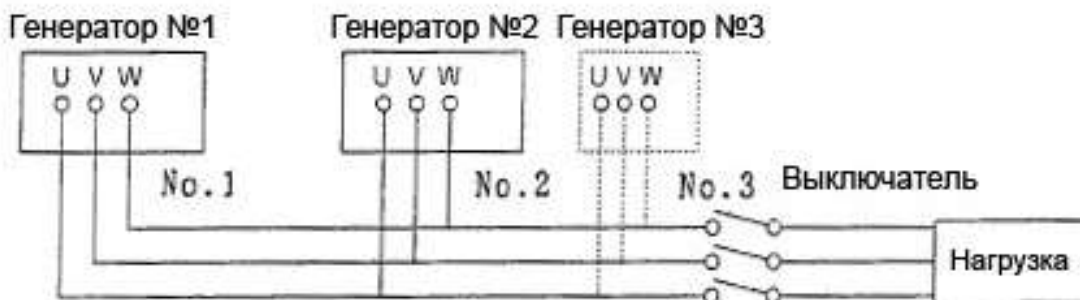 Генератор №1 Генератор №2 Генератор №3
U V W U V W U V W
No.1 No.2 No.3 Выключатель
Нагрузка